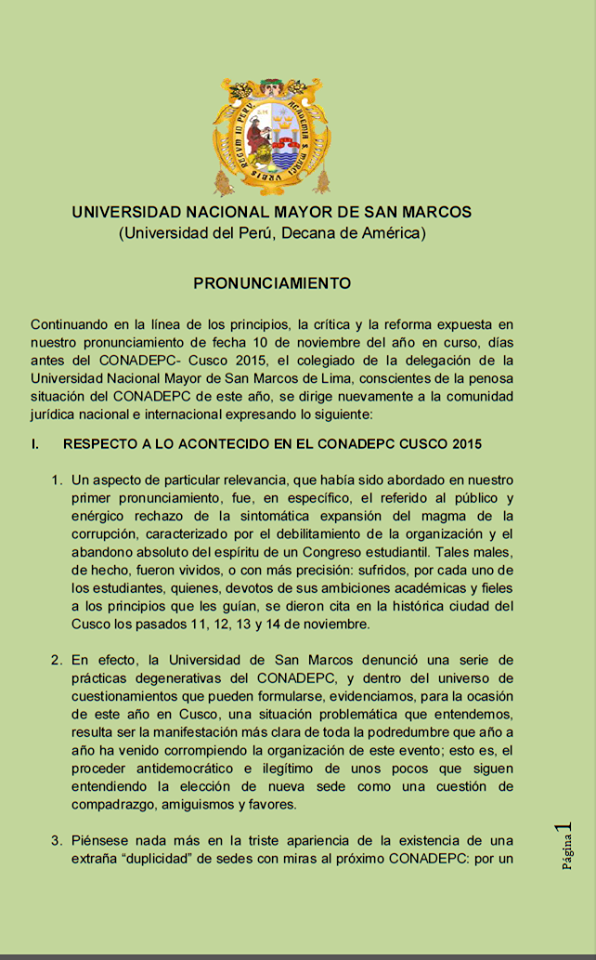 ACADEMIA S. MARCI VRBIS REGVM IN PERV.
UNIVERSIDAD NACIONAL MAYOR DE SAN MARCOS
(Universidad del Perú, Decana de América)
PRONUNCIAMIENTO
Continuando en la línea de los principios, la crítica y la reforma expuesta en
nuestro pronunciamiento de fecha 10 de noviembre del año en curso, días
antes del CONADEPC- Cusco 2015, el colegiado de la delegación de la
Universidad Nacional Mayor de San Marcos de Lima, conscientes de la penosa
situación del CONADEPC de este año, se dirige nuevamente a la comunidad
jurídica nacional e internacional expresando lo siguiente:
I. RESPECTO A LO ACONTECIDO EN EL CONADEPC CUSCO 2015
1. Un aspecto de particular relevancia, que había sido abordado en nuestro
primer pronunciamiento, fue, en específico, el referido al público y
enérgico rechazo de la sintomática expansión del magma de la
corrupción, caracterizado por el debilitamiento de la organización y el
abandono absoluto del espíritu de un Congreso estudiantil. Tales males,
de hecho, fueron vividos, o con más precisión: sufridos, por cada uno de
los estudiantes, quienes, devotos de sus ambiciones académicas y fieles
a los principios que les guían, se dieron cita en la histórica ciudad del
Cusco los pasados 11, 12, 13 y 14 de noviembre.
2. En efecto, la Universidad de San Marcos denunció una serie de
prácticas degenerativas del CONADEPC, y dentro del universo de
cuestionamientos que pueden formularse, evidenciamos, para la ocasión
de este año en Cusco, una situación problemática que entendemos,
resulta ser la manifestación más clara de toda la podredumbre que año a
año ha venido corrompiendo la organización de este evento; esto es, el
proceder antidemocrático e ilegítimo de unos pocos que siguen
entendiendo la elección de nueva sede como una cuestión de
compadrazgo, amiguismos y favores.
3. Piénsese nada más en la triste apariencia de la existencia de una
extraña “duplicidad” de sedes con miras al próximo CONADEPC: por un
Página 1